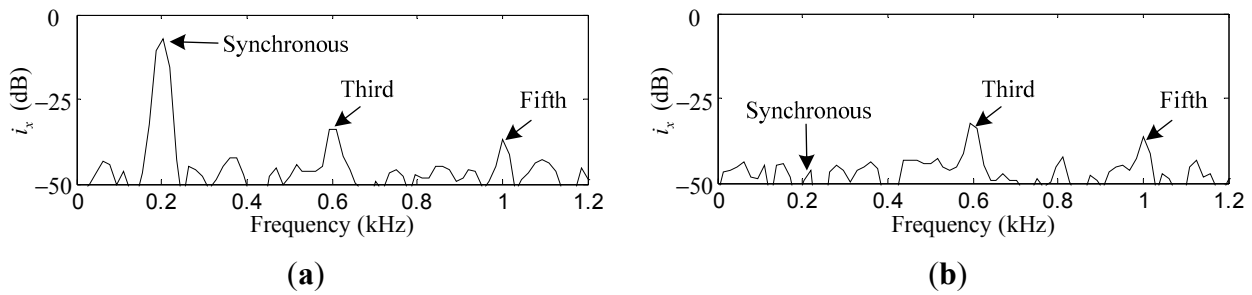 0
Synchronous
Third
Fifth
−25
−50
i_x (dB)
0 0.2 0.4 0.6 0.8 1 1.2
Frequency (kHz)
(a)
0
Third
Fifth
Synchronous
−25
−50
i_x (dB)
0 0.2 0.4 0.6 0.8 1 1.2
Frequency (kHz)
(b)